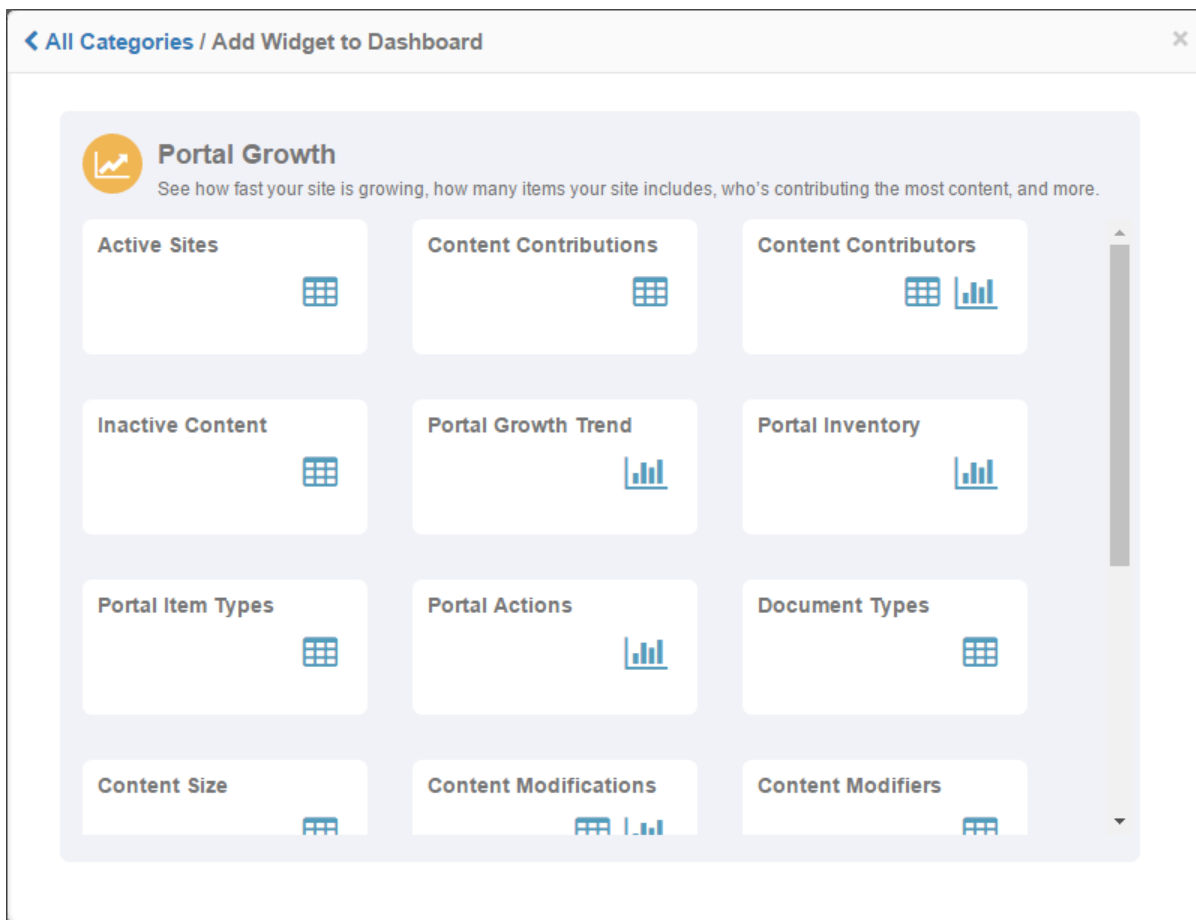 All Categories / Add Widget to Dashboard
Portal Growth
See how fast your site is growing, how many items your site includes, who's contributing the most content, and more.
Active Sites
Content Contributions
Content Contributors
Inactive Content
Portal Growth Trend
Portal Inventory
Portal Item Types
Portal Actions
Document Types
Content Size
Content Modifications
Content Modifiers